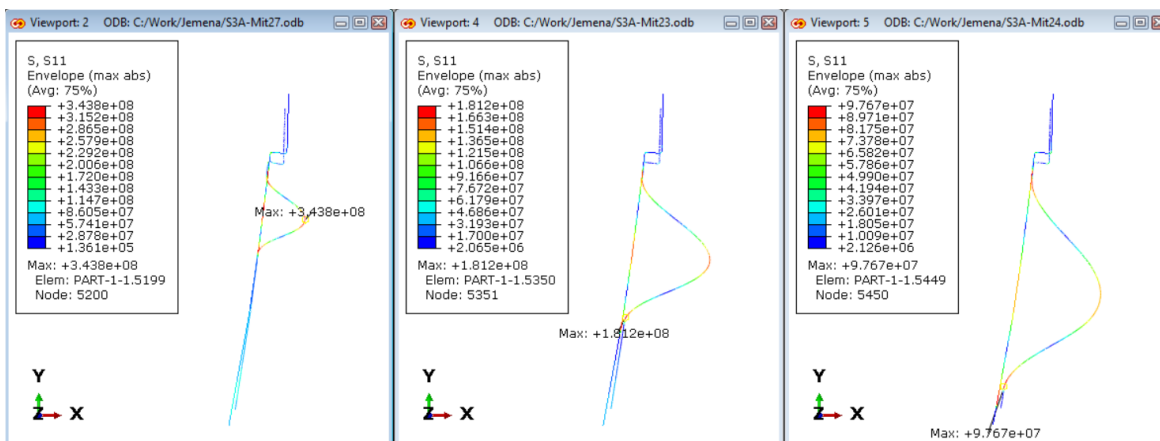 Viewport: 2 ODB: C:/Work/Jemena/S3A-Mit27.odb
S, S11
Envelope (max abs)
(Avg: 75%)
+3.438e+08
+3.152e+08
+2.865e+08
+2.579e+08
+2.292e+08
+2.006e+08
+1.720e+08
+1.433e+08
+1.147e+08
+8.605e+07
+5.741e+07
+2.878e+07
+1.361e+05
Max: +3.438e+08
Elem: PART-1-1.5199
Node: 5200
Max: +3.438e+08
Y
Z
X
Viewport: 4 ODB: C:/Work/Jemena/S3A-Mit23.odb
S, S11
Envelope (max abs)
(Avg: 75%)
+1.812e+08
+1.663e+08
+1.514e+08
+1.365e+08
+1.215e+08
+1.066e+08
+9.166e+07
+7.672e+07
+6.179e+07
+4.686e+07
+3.193e+07
+1.700e+07
+2.065e+06
Max: +1.812e+08
Elem: PART-1-1.5350
Node: 5351
Max: +1.812e+08
Y
Z
X
Viewport: 5 ODB: C:/Work/Jemena/S3A-Mit24.odb
S, S11
Envelope (max abs)
(Avg: 75%)
+9.767e+07
+8.971e+07
+8.175e+07
+7.378e+07
+6.582e+07
+5.786e+07
+4.990e+07
+4.194e+07
+3.397e+07
+2.601e+07
+1.805e+07
+1.009e+07
+2.126e+06
Max: +9.767e+07
Elem: PART-1-1.5449
Node: 5450
Max: +9.767e+07
Y
Z
X